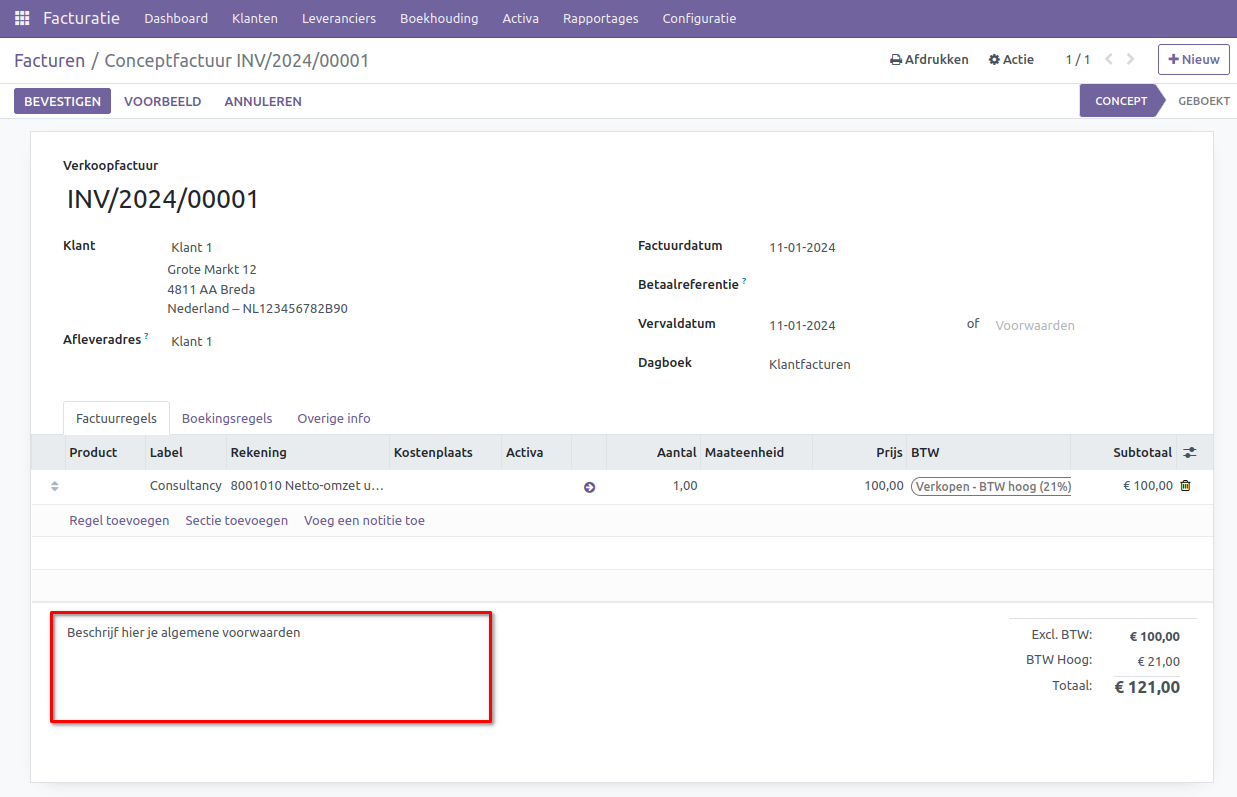 Facturatie Dashboard Klanten Leveranciers Boekhouding Activa Rapportages Configuratie
Facturen / Conceptfactuur INV/2024/00001 Afdrukken Actie 1 / 1 Nieuw
BEVESTIGEN VOORBEELD ANNULEREN CONCEPT GEBOEKT
Verkoopfactuur
INV/2024/00001
Klant Klant 1
Grote Markt 12
4811 AA Breda
Nederland – NL123456782B90
Afleveradres ? Klant 1
Factuurdatum 11-01-2024
Betaalreferentie ?
Vervaldatum 11-01-2024 of Voorwaarden
Dagboek Klantfacturen
Factuurregels Boekingsregels Overige info
Product Label Rekening Kostenplaats Activa Aantal Maateenheid Prijs BTW Subtotaal
Consultancy 8001010 Netto-omzet u... 1,00 100,00 Verkopen - BTW hoog (21%) € 100,00
Regel toevoegen Sectie toevoegen Voeg een notitie toe
Beschrijf hier je algemene voorwaarden
Excl. BTW: € 100,00
BTW Hoog: € 21,00
Totaal: € 121,00